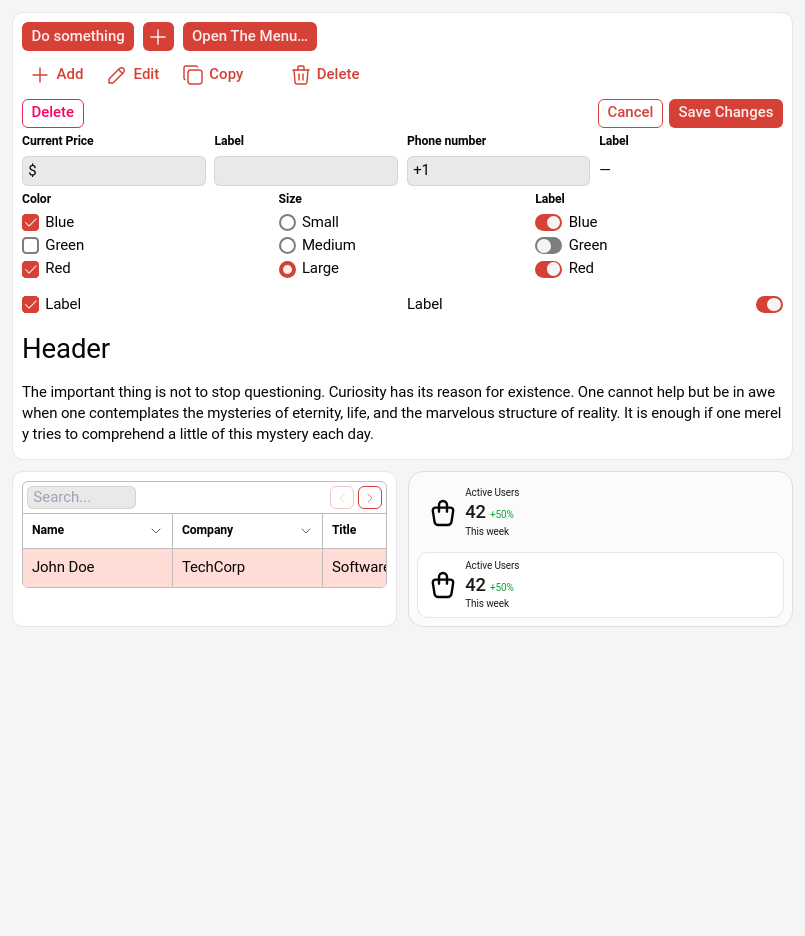 Do something Open The Menu...
Add Edit Copy Delete
Delete Cancel Save Changes
Current Price Label Phone number Label
$ +1 —
Color Size Label
Blue Small Blue
Green Medium Green
Red Large Red
Label Label
Header
The important thing is not to stop questioning. Curiosity has its reason for existence. One cannot help but be in awe
when one contemplates the mysteries of eternity, life, and the marvelous structure of reality. It is enough if one merel
y tries to comprehend a little of this mystery each day.
Search...
Name Company Title
John Doe TechCorp Software
Active Users
42 +50%
This week
Active Users
42 +50%
This week